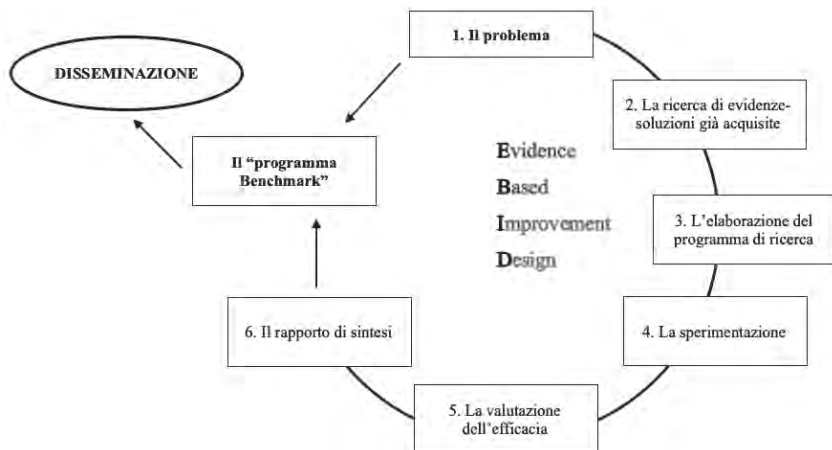 1. Il problema
DISSEMINAZIONE
2. La ricerca di evidenze-
soluzioni già acquisite
Il “programma
Benchmark”
Evidence
Based
Improvement
Design
3. L’elaborazione del
programma di ricerca
6. Il rapporto di sintesi
4. La sperimentazione
5. La valutazione
dell’efficacia